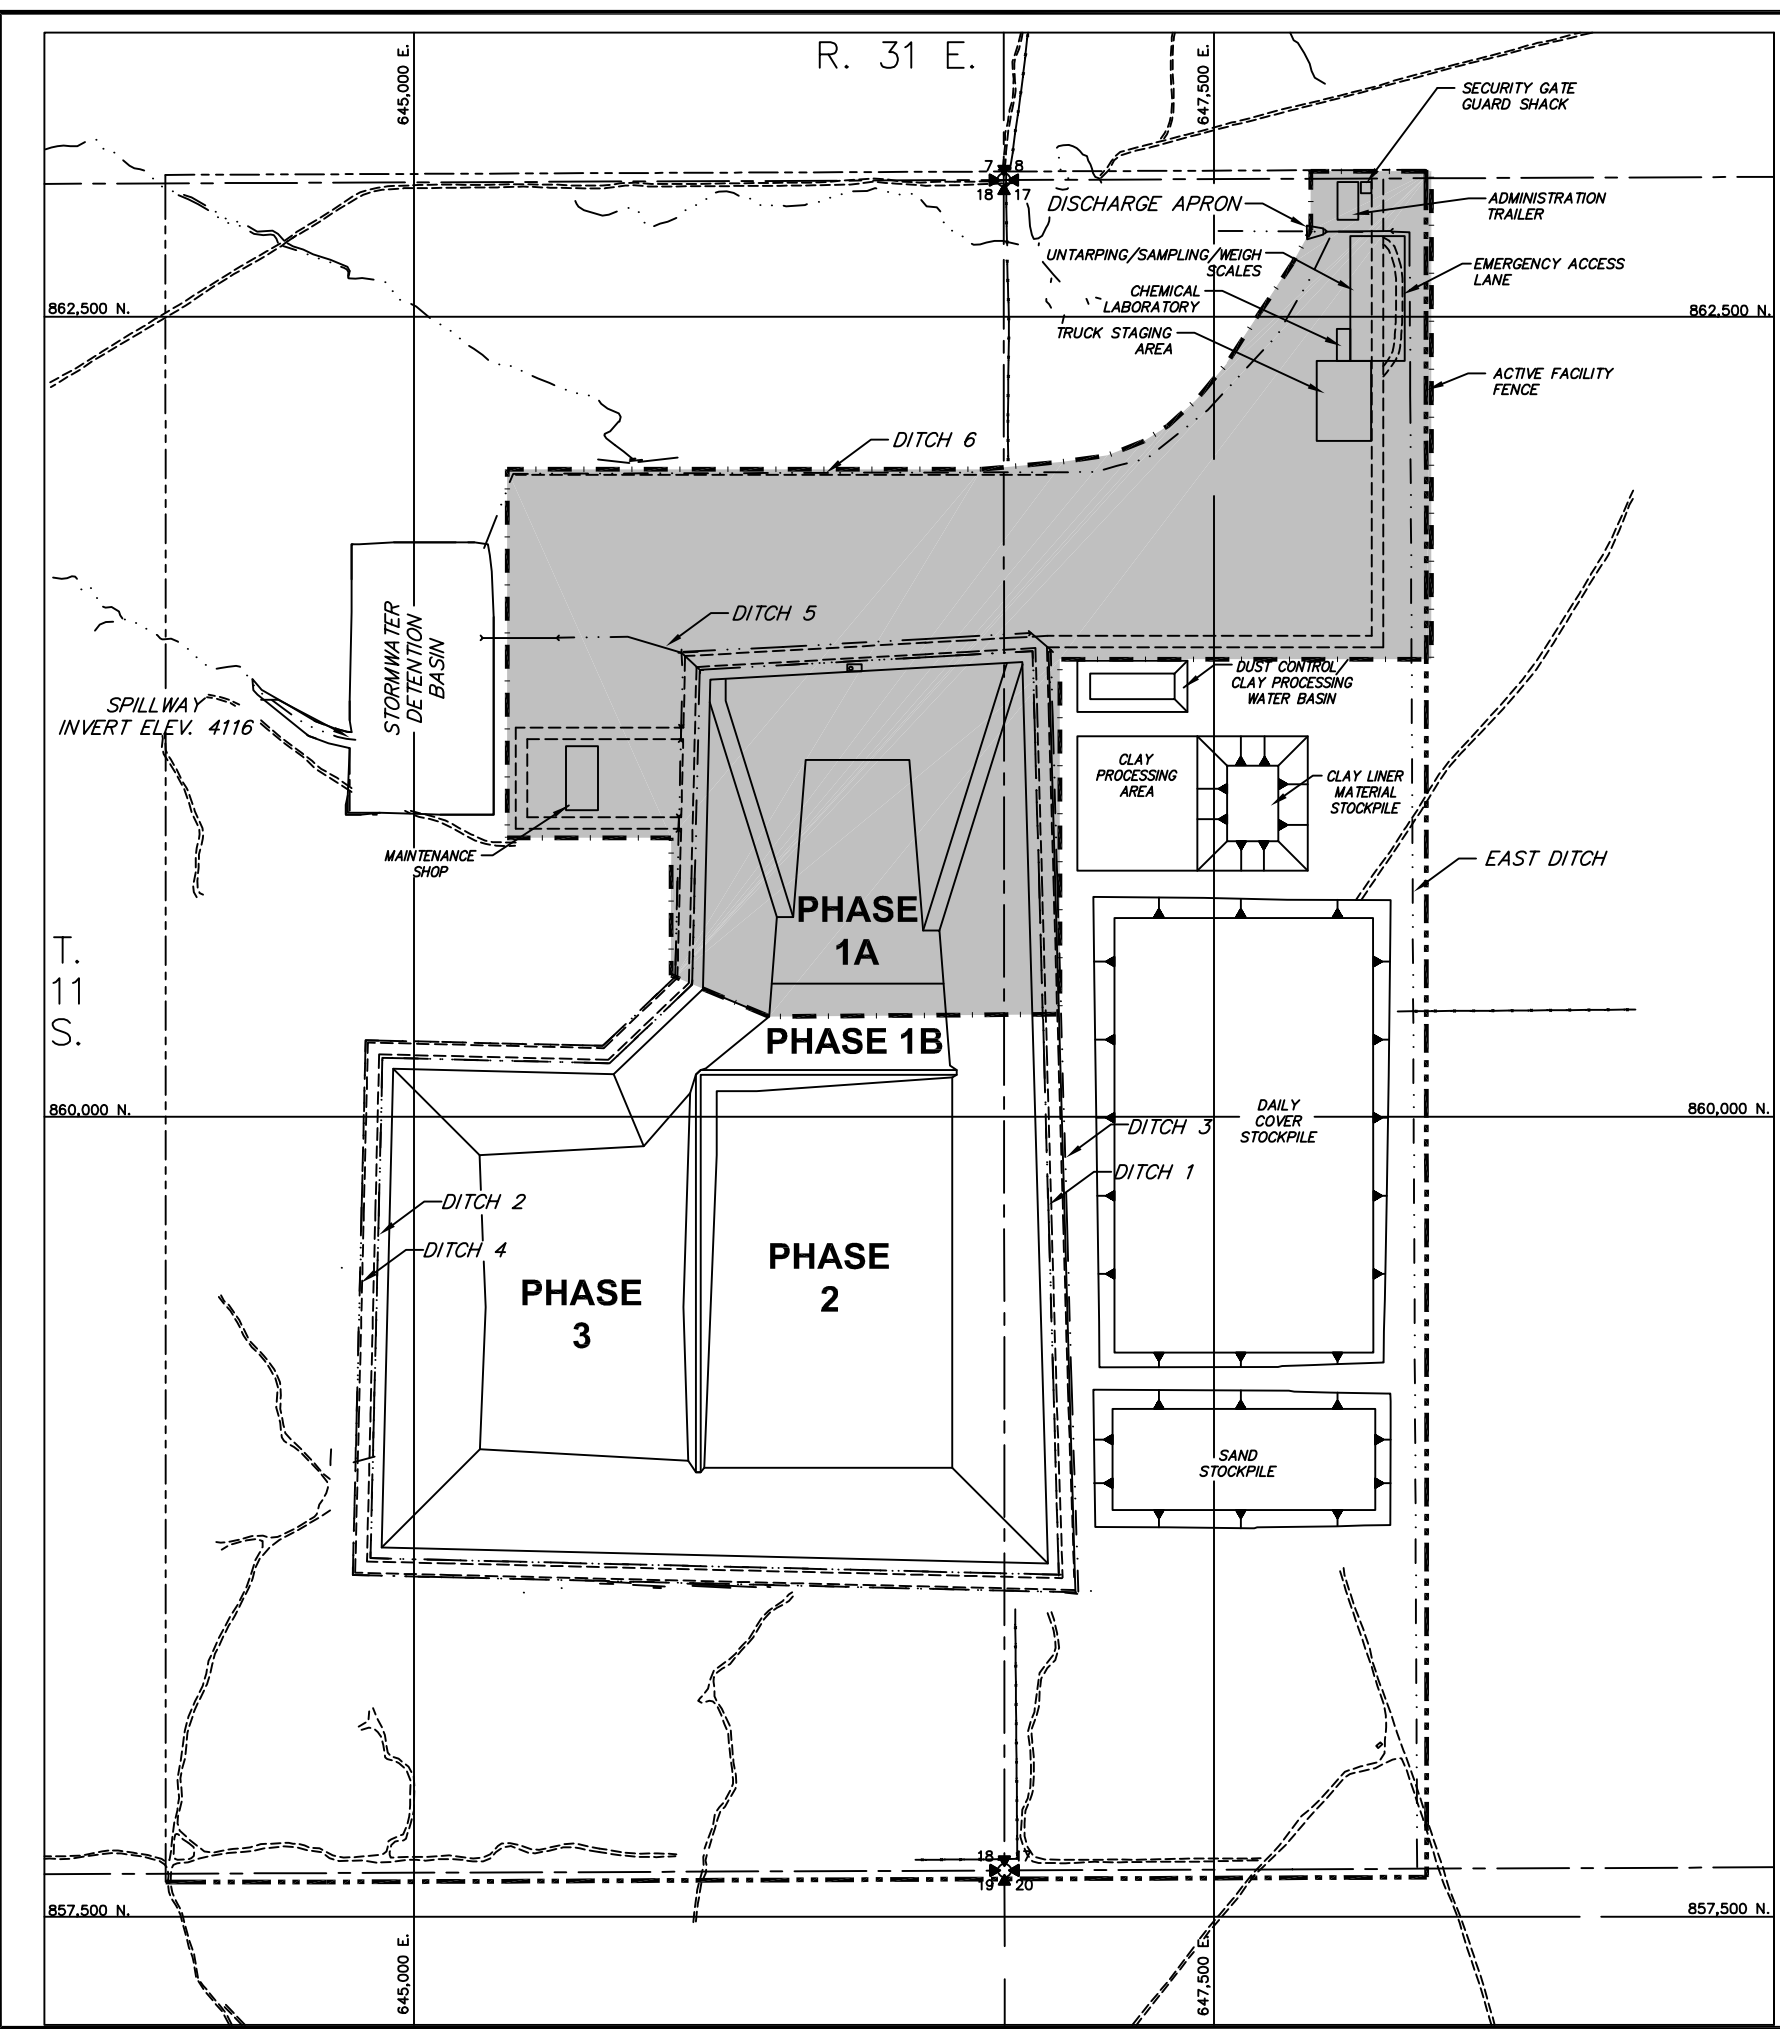 R. 31 E.
645,000 E.
647,500 E.
SECURITY GATE
GUARD SHACK
7 8
18 17
DISCHARGE APRON
ADMINISTRATION
TRAILER
UNTARPING/SAMPLING/WEIGH
SCALES
EMERGENCY ACCESS
LANE
CHEMICAL
LABORATORY
862,500 N.
862,500 N.
TRUCK STAGING
AREA
ACTIVE FACILITY
FENCE
DITCH 6
DITCH 5
STORMWATER
DETENTION
BASIN
DUST CONTROL/
CLAY PROCESSING
WATER BASIN
SPILLWAY
INVERT ELEV. 4116
CLAY
PROCESSING
AREA
CLAY LINER
MATERIAL
STOCKPILE
MAINTENANCE
SHOP
EAST DITCH
PHASE
1A
T.
11
S.
PHASE 1B
860,000 N.
860,000 N.
DAILY
COVER
STOCKPILE
DITCH 3
DITCH 1
DITCH 2
DITCH 4
PHASE
2
PHASE
3
SAND
STOCKPILE
18 17
19 20
857,500 N.
857,500 N.
645,000 E.
647,500 E.